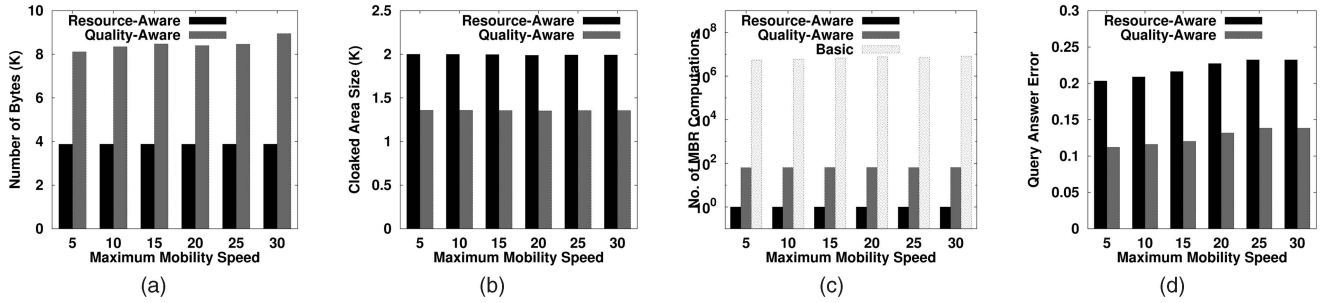 Number of Bytes (K)
10
8
6
4
2
0
Resource-Aware
Quality-Aware
5 10 15 20 25 30
Maximum Mobility Speed
(a)
Cloaked Area Size (K)
2.5
2
1.5
1
0.5
0
Resource-Aware
Quality-Aware
5 10 15 20 25 30
Maximum Mobility Speed
(b)
No. of MBR Computations
10^8
10^6
10^4
10^2
10^0
Resource-Aware
Quality-Aware
Basic
5 10 15 20 25 30
Maximum Mobility Speed
(c)
Query Answer Error
0.3
0.25
0.2
0.15
0.1
0.05
0
Resource-Aware
Quality-Aware
5 10 15 20 25 30
Maximum Mobility Speed
(d)